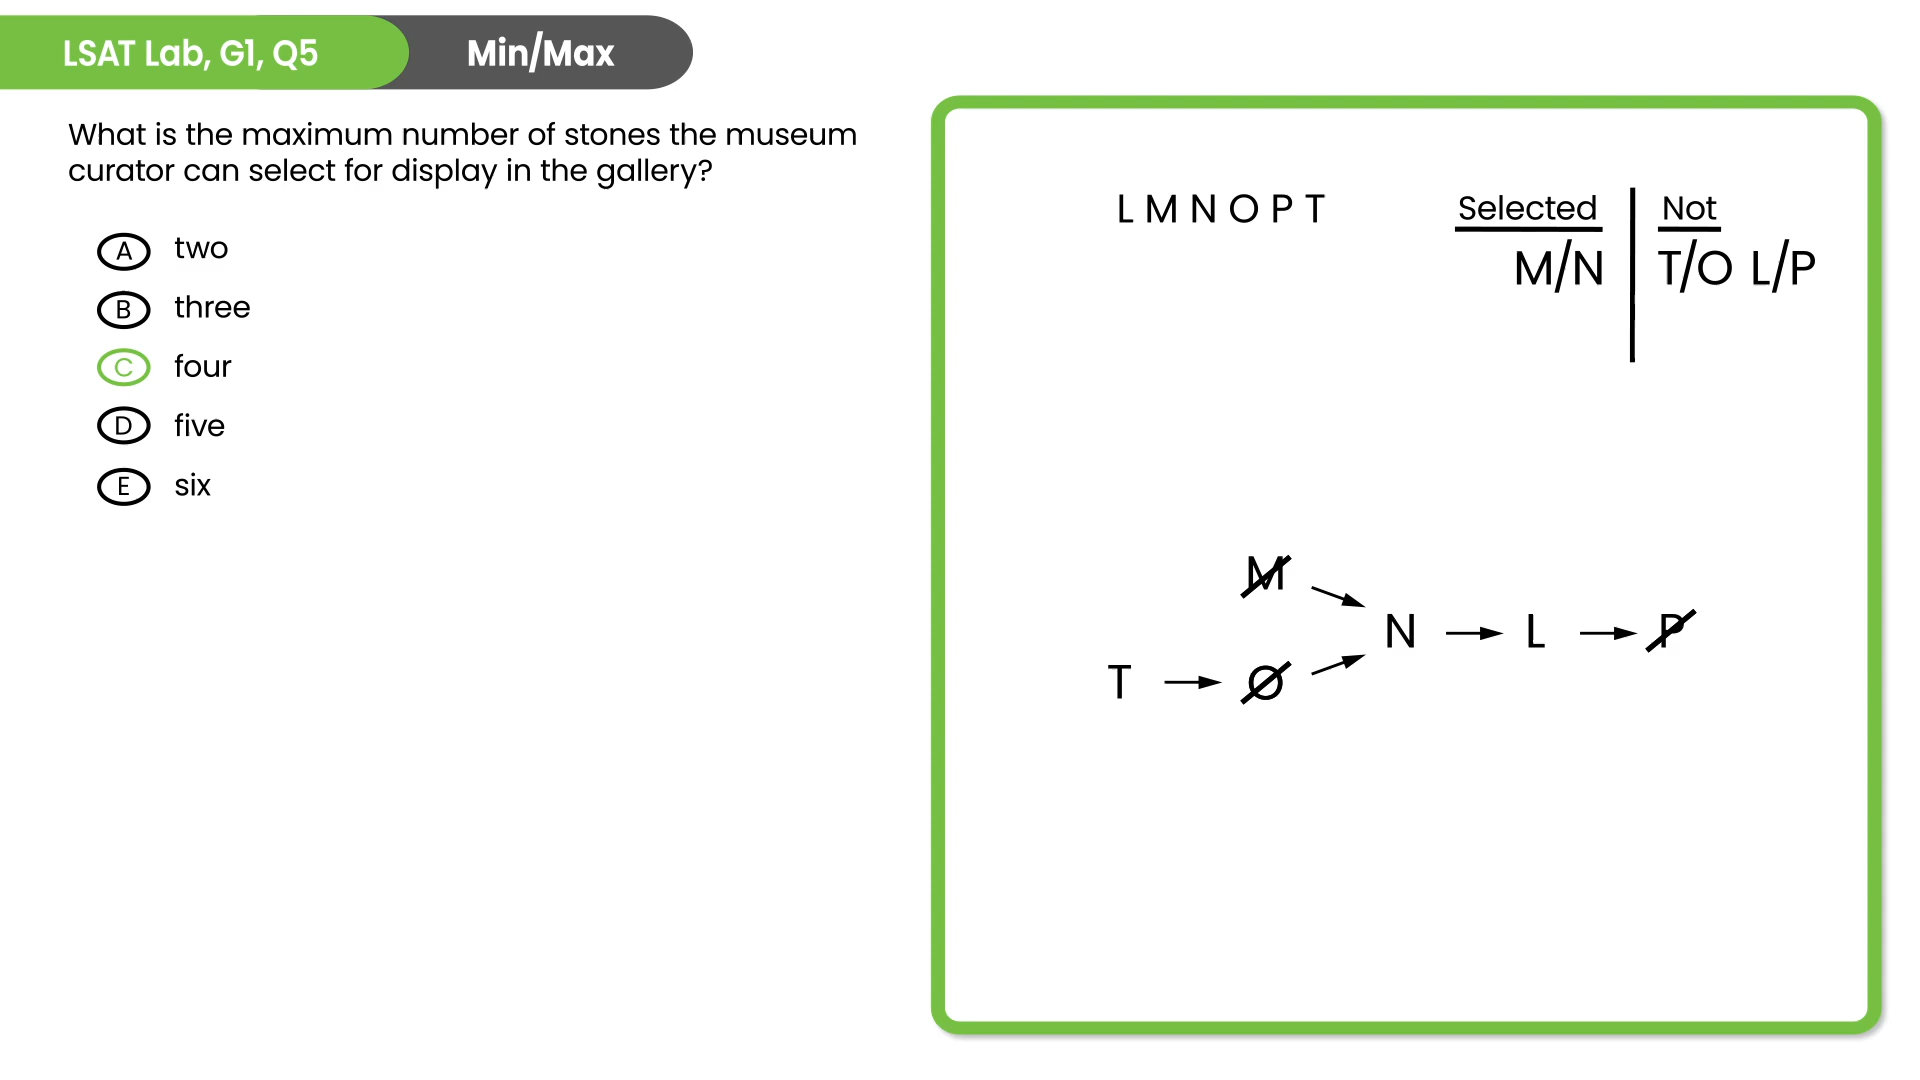 LSAT Lab, G1, Q5
Min/Max
What is the maximum number of stones the museum
curator can select for display in the gallery?
A two
B three
C four
D five
E six
L M N O P T
Selected Not
M/N T/O L/P
M
N L P
T O